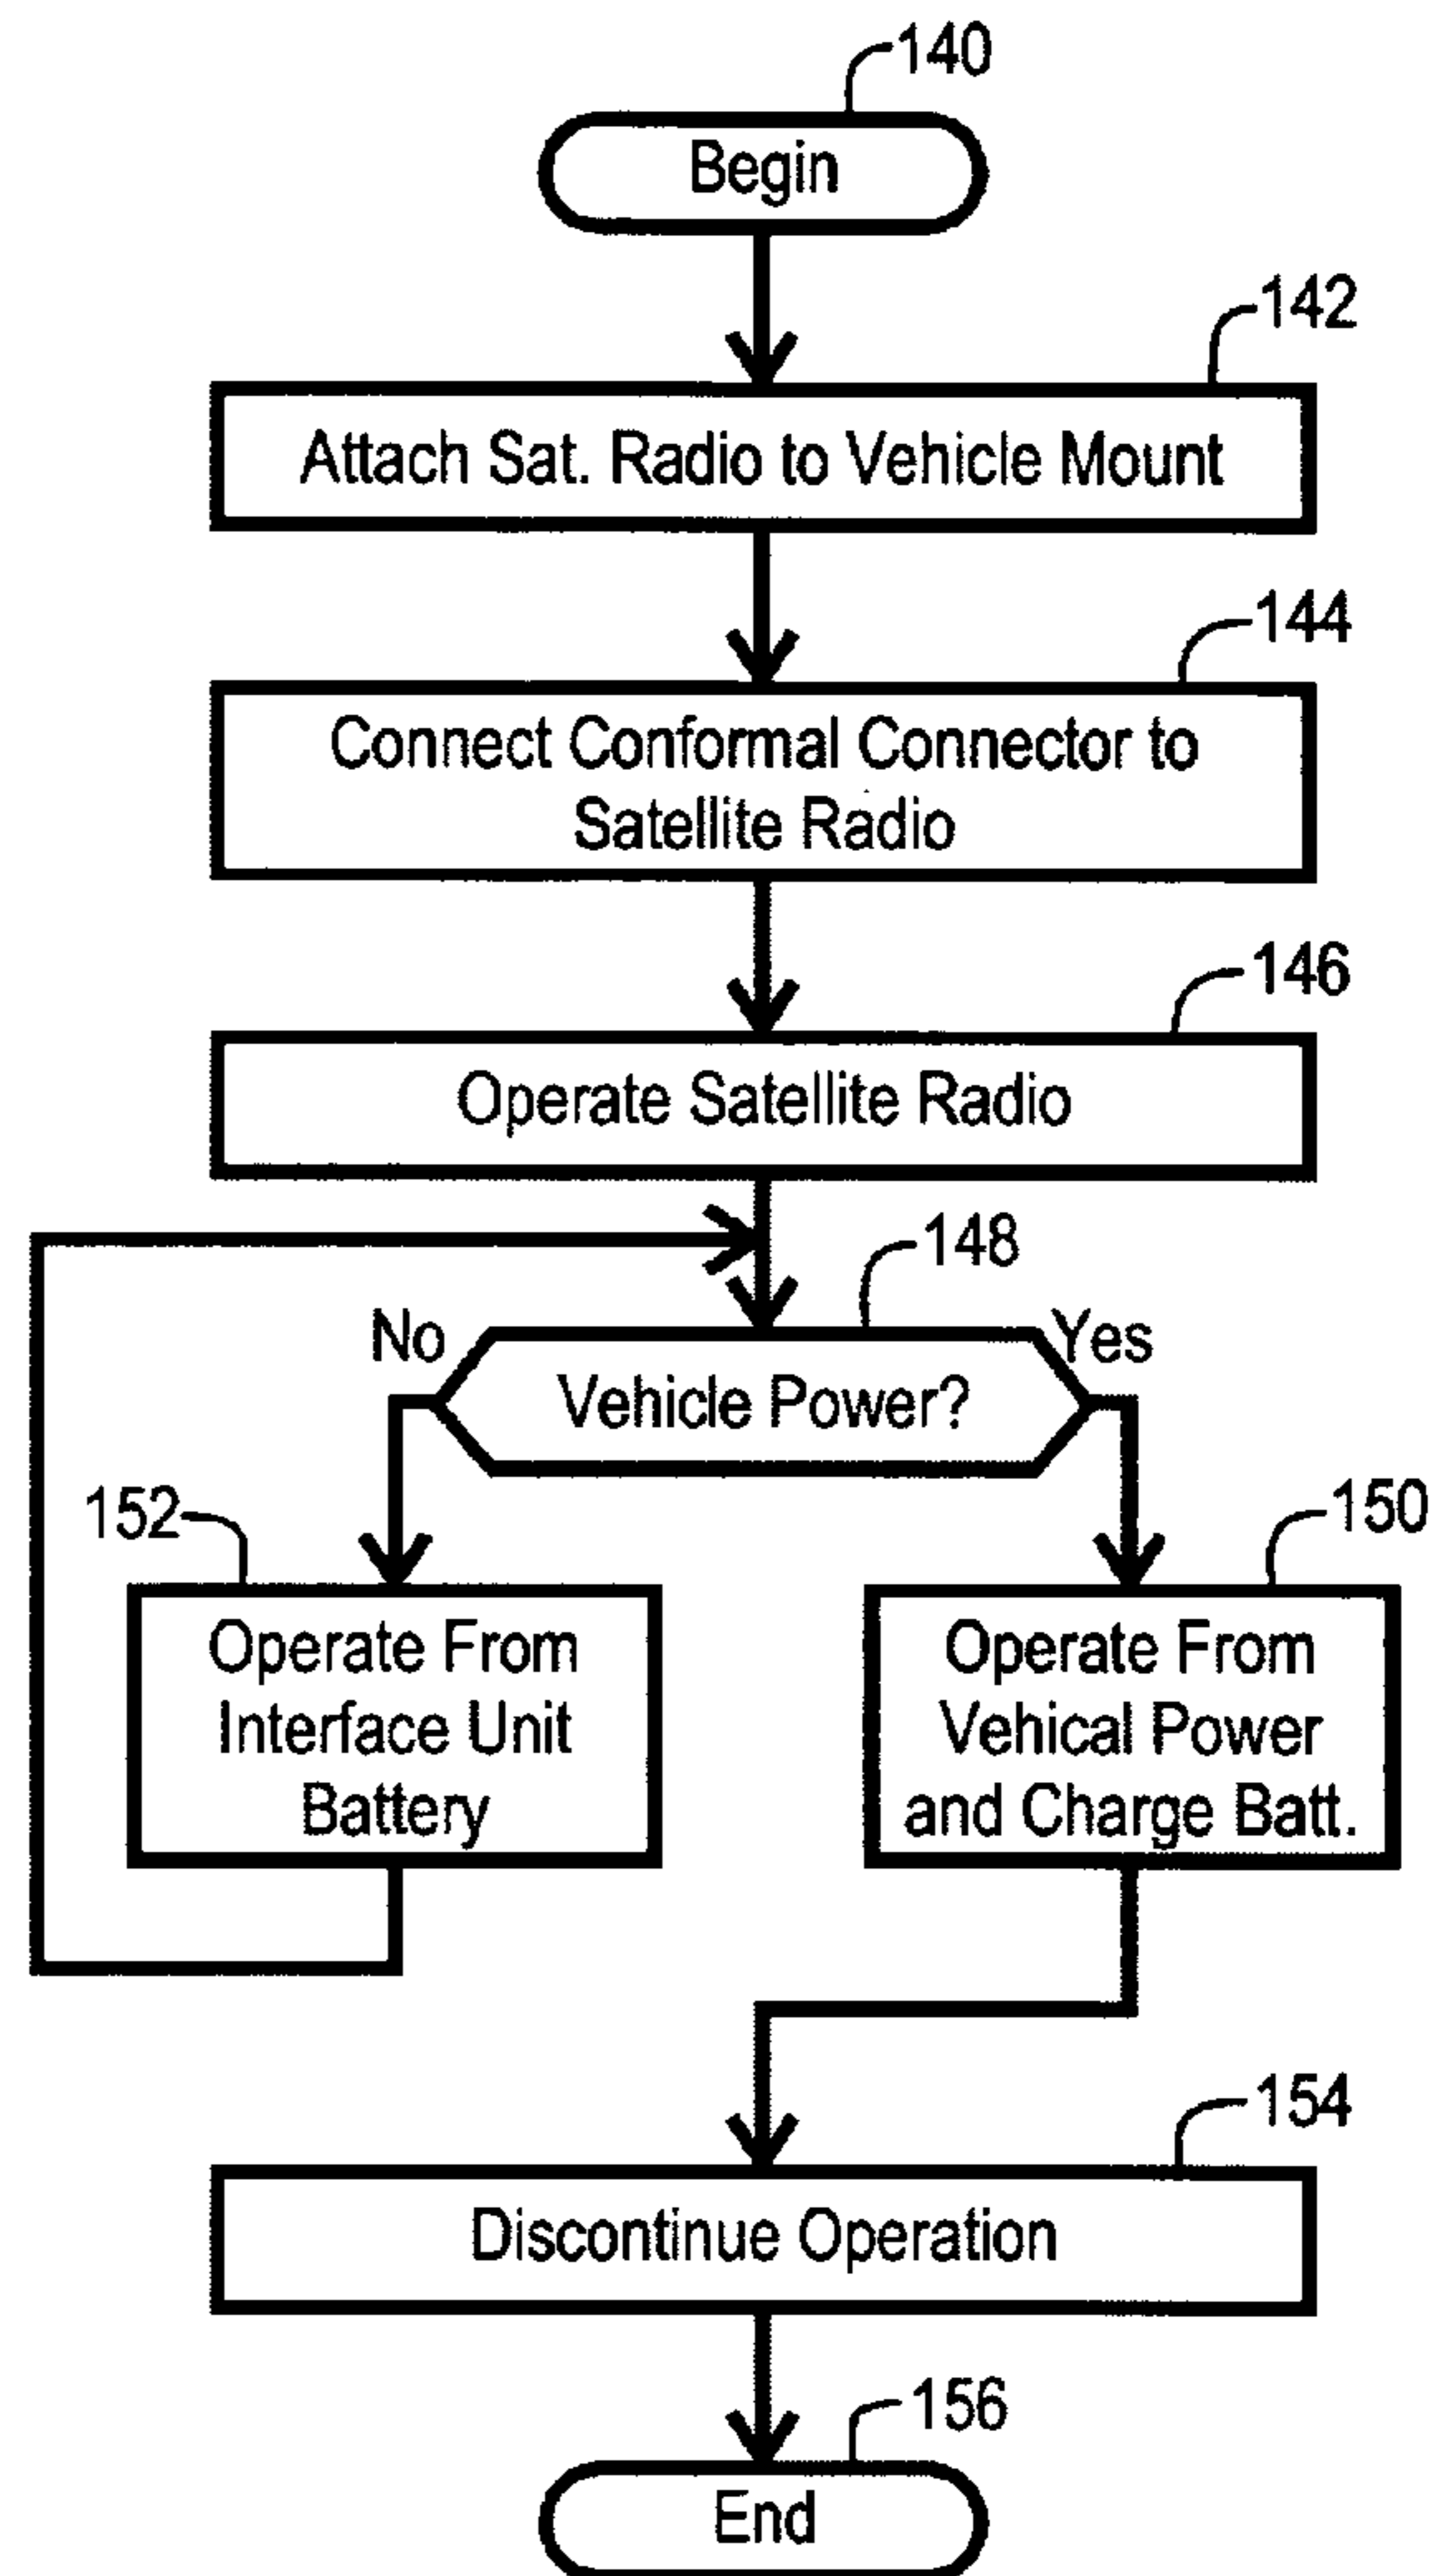 140
Begin
142
Attach Sat. Radio to Vehicle Mount
144
Connect Conformal Connector to
Satellite Radio
146
Operate Satellite Radio
148
No
Yes
Vehicle Power?
152
150
Operate From
Interface Unit
Battery
Operate From
Vehical Power
and Charge Batt.
154
Discontinue Operation
156
End